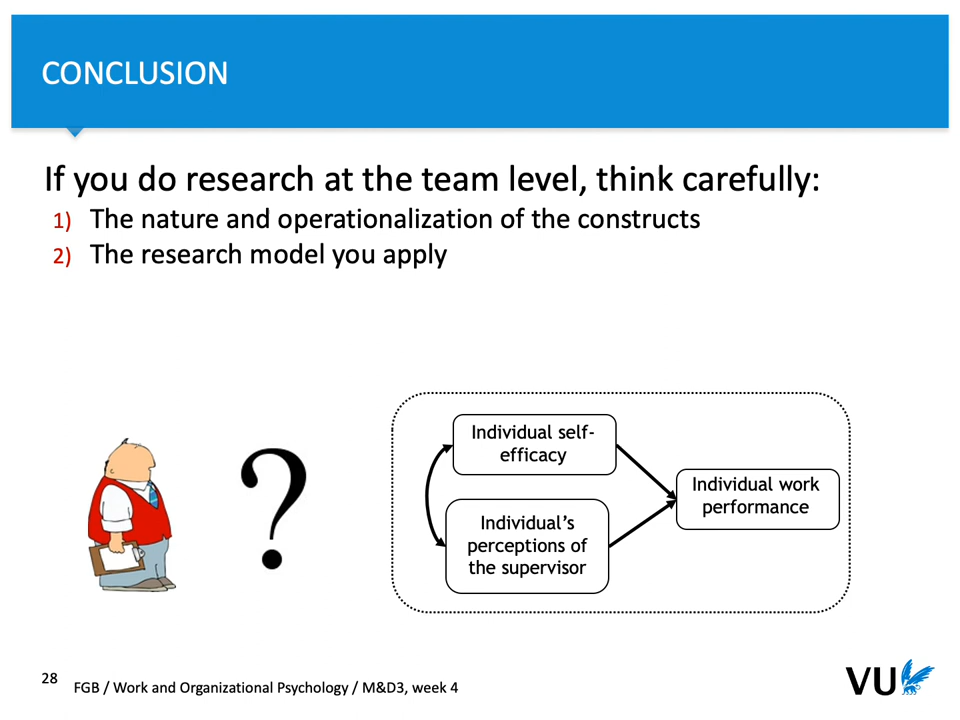 CONCLUSION
If you do research at the team level, think carefully:
1) The nature and operationalization of the constructs
2) The research model you apply
?
Individual self-
efficacy
Individual's
perceptions of
the supervisor
Individual work
performance
28
FGB / Work and Organizational Psychology / M&D3, week 4
VU